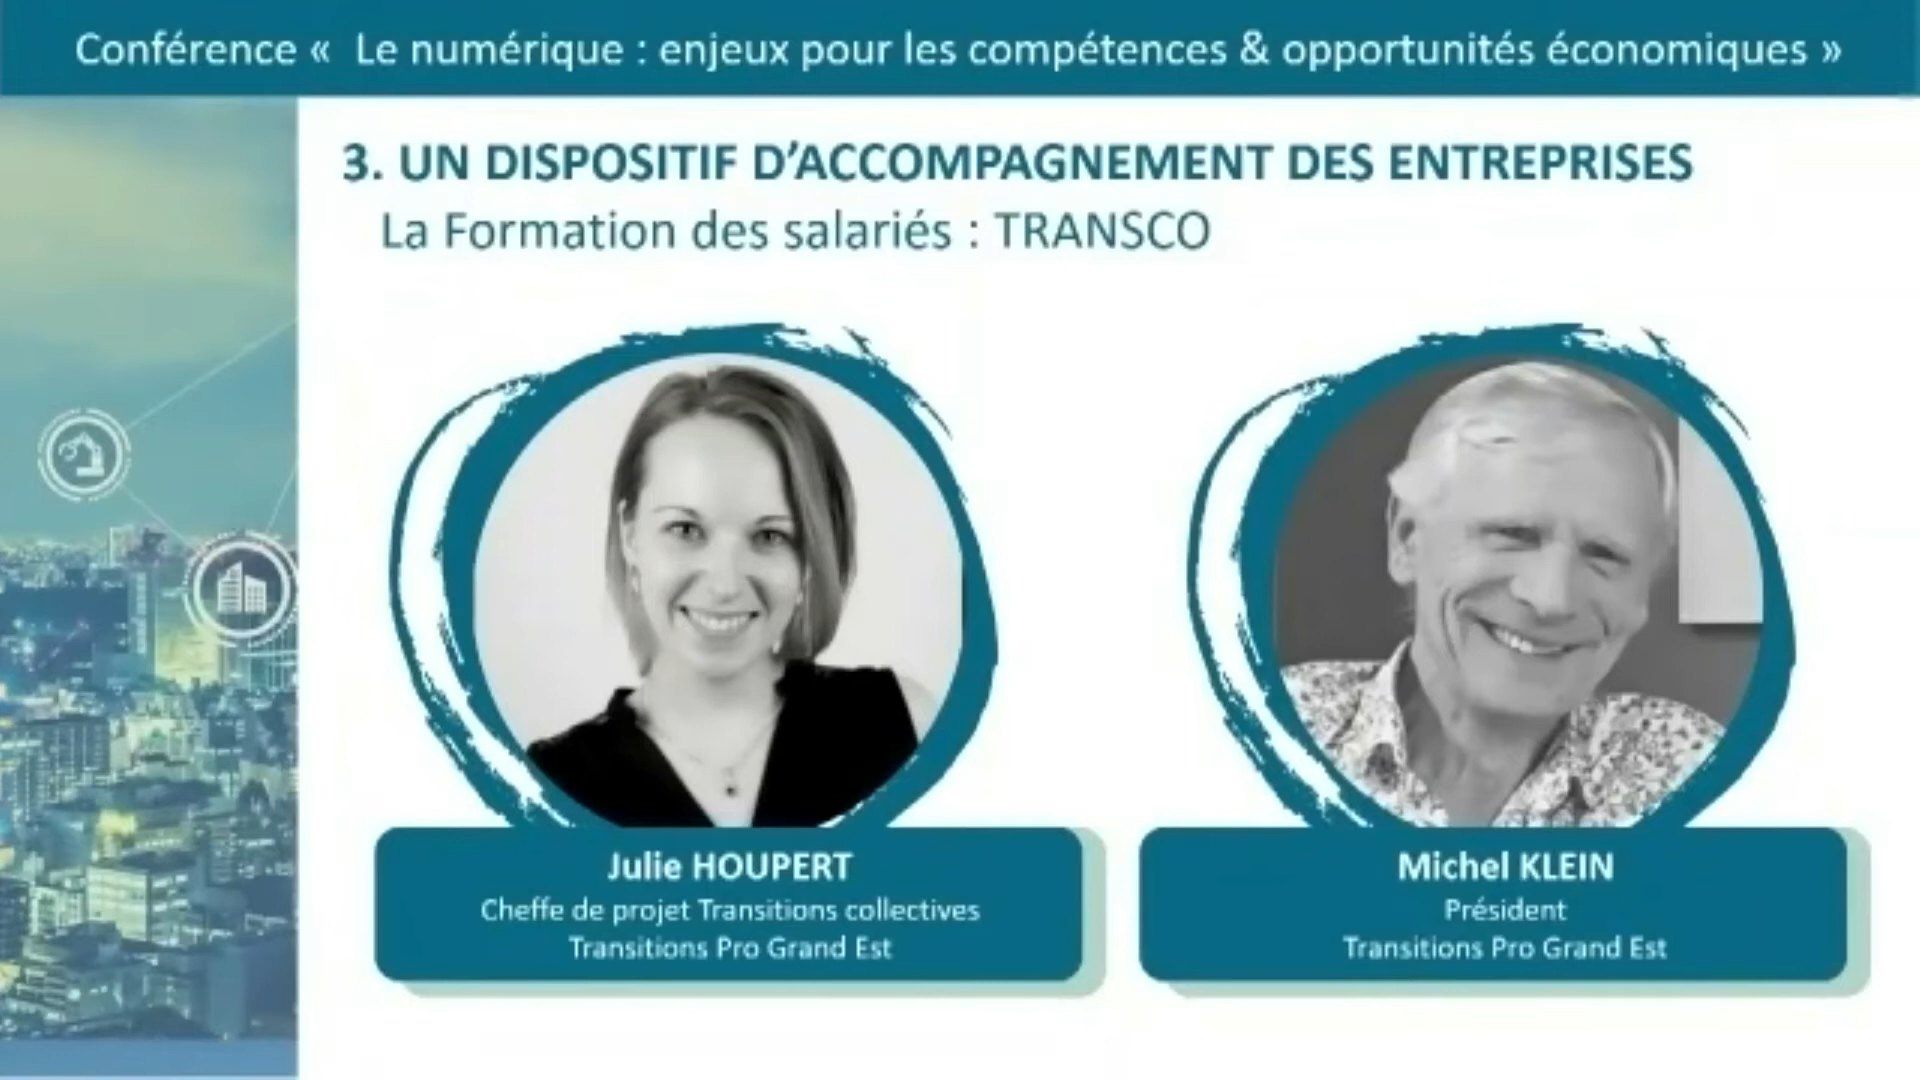 Conférence « Le numérique : enjeux pour les compétences & opportunités économiques »
3. UN DISPOSITIF D’ACCOMPAGNEMENT DES ENTREPRISES
La Formation des salariés : TRANSCO
Julie HOUPERT
Cheffe de projet Transitions collectives
Transitions Pro Grand Est
Michel KLEIN
Président
Transitions Pro Grand Est